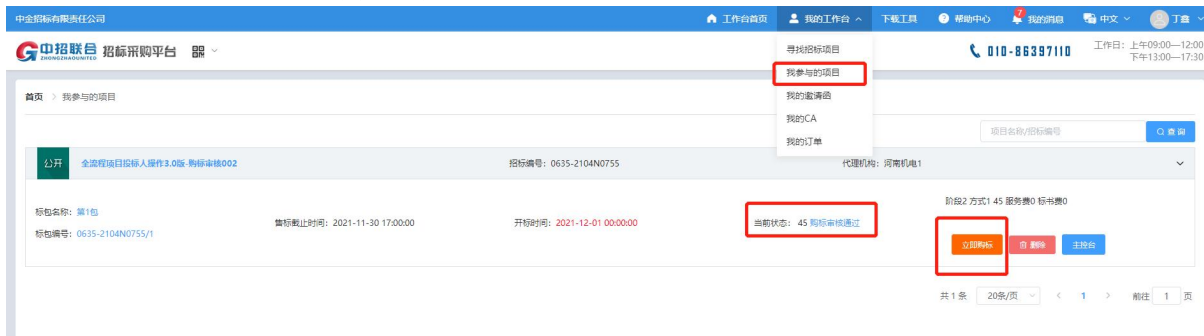 中金招标有限责任公司
工作台首页
我的工作台
下载工具
帮助中心
7
我的消息
中文
丁鑫
中招联合
ZHONGZHAOUNITED
招标采购平台
寻找招标项目
我参与的项目
我的邀请函
我的CA
我的订单
010-86397110
工作日：上午09:00—12:00
下午13:00—17:30
首页 > 我参与的项目
项目名称/招标编号
查询
公开
全流程项目投标人操作3.0版-购标审核002
招标编号：0635-2104N0755
代理机构：河南机电1
标包名称：第1包
标包编号：0635-2104N0755/1
售标截止时间：2021-11-30 17:00:00
开标时间：2021-12-01 00:00:00
当前状态：45 购标审核通过
阶段2 方式1 45 服务费0 标书费0
立即购标
删除
主控台
共 1 条
20条/页
< 1 >
前往 1 页